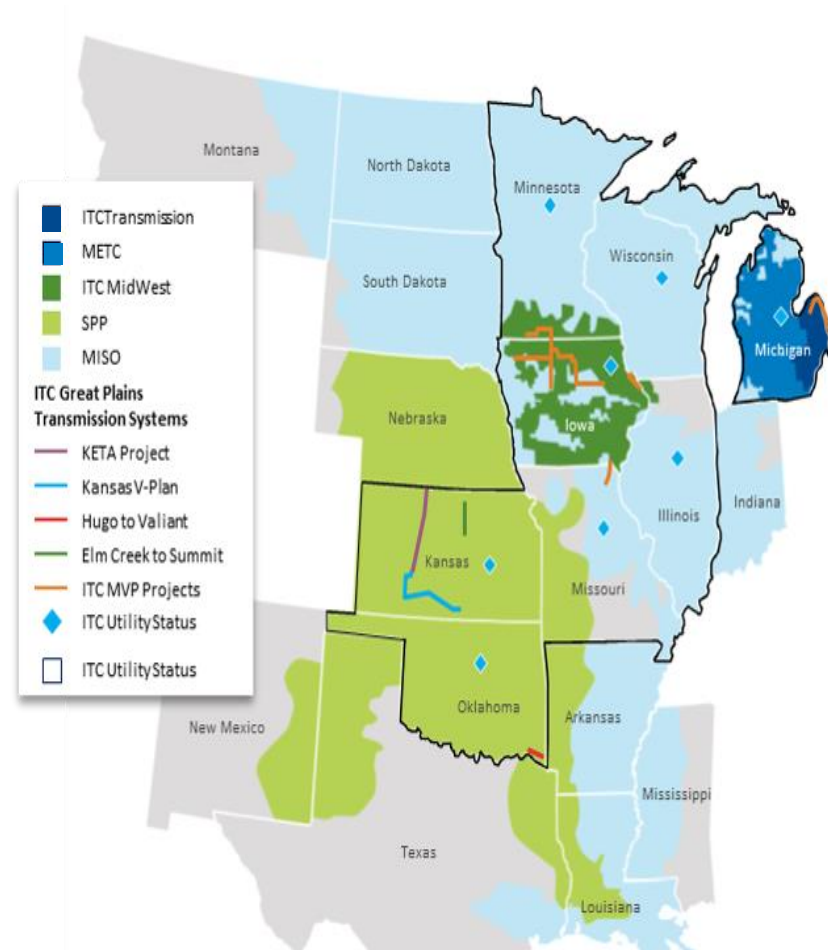 Montana
North Dakota
Minnesota
Wisconsin
South Dakota
Michigan
Nebraska
Iowa
Illinois
Indiana
Kansas
Missouri
Oklahoma
Arkansas
New Mexico
Mississippi
Texas
Louisiana
ITCTransmission
METC
ITC MidWest
SPP
MISO
ITC Great Plains
Transmission Systems
KETA Project
Kansas V-Plan
Hugo to Valiant
Elm Creek to Summit
ITC MVP Projects
ITC Utility Status
ITC Utility Status